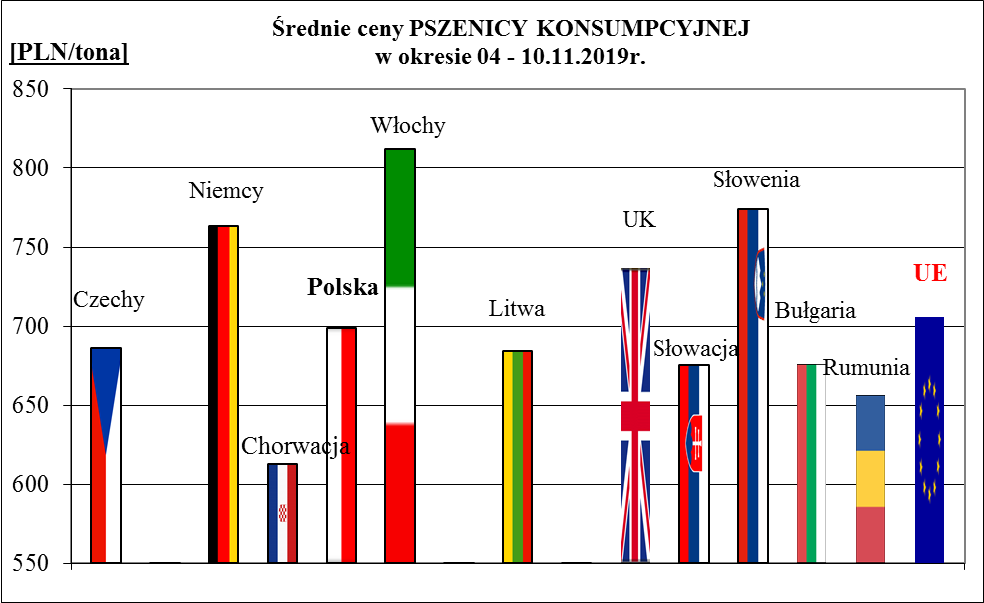 Średnie ceny PSZENICY KONSUMPCYJNEJ
w okresie 04 - 10.11.2019r.
[PLN/tona]
850
800
750
700
650
600
550
Czechy
Niemcy
Chorwacja
Polska
Włochy
Litwa
UK
Słowacja
Słowenia
Bułgaria
Rumunia
UE